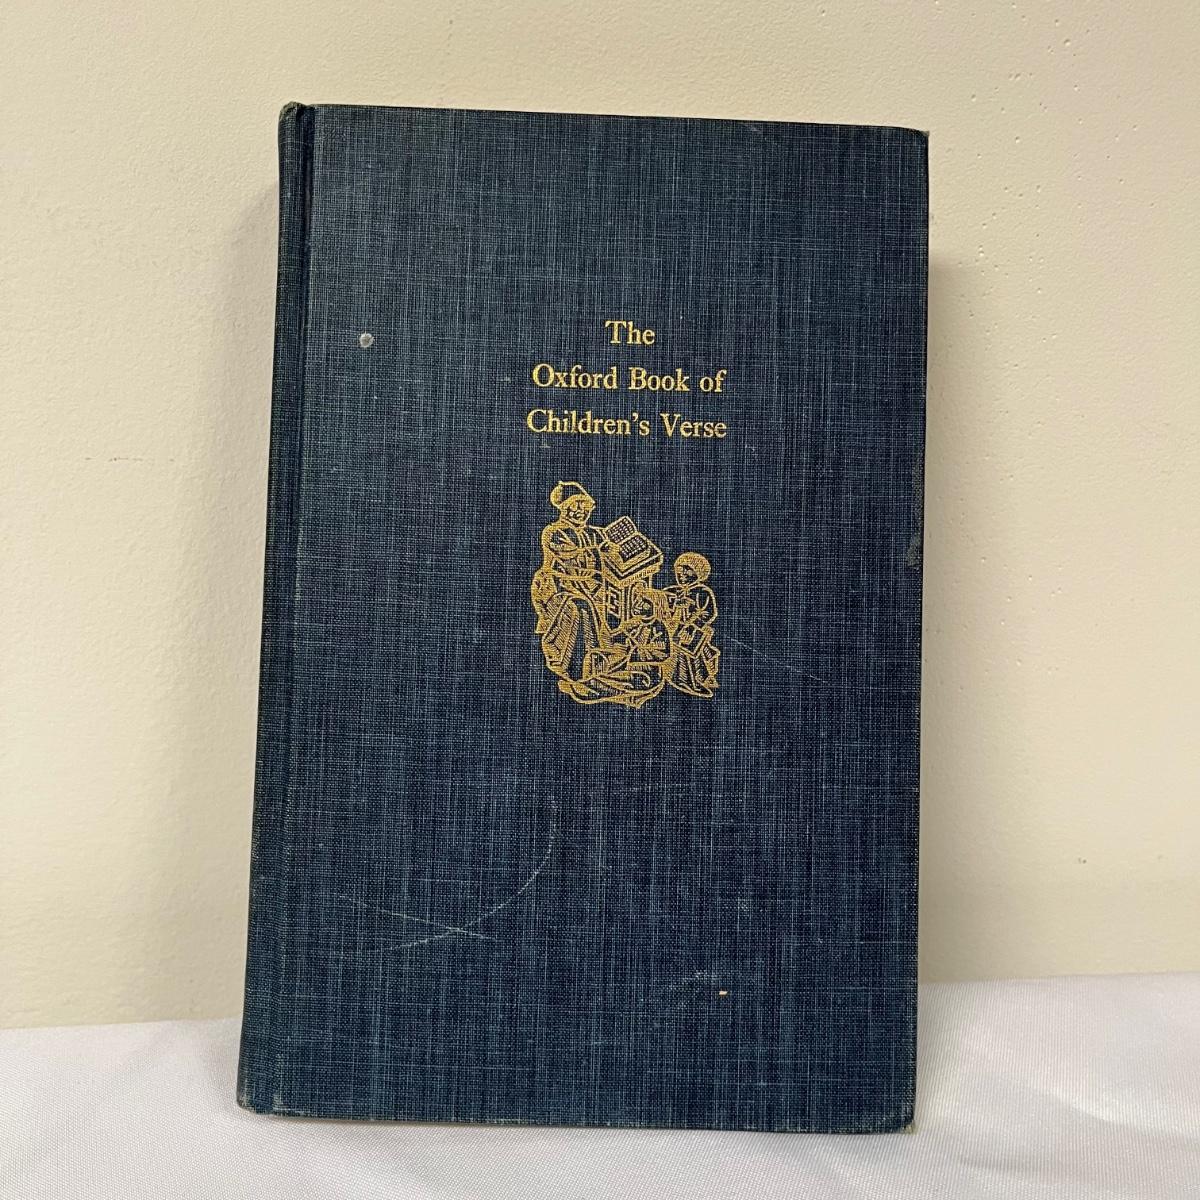 The
Oxford Book of
Children's Verse